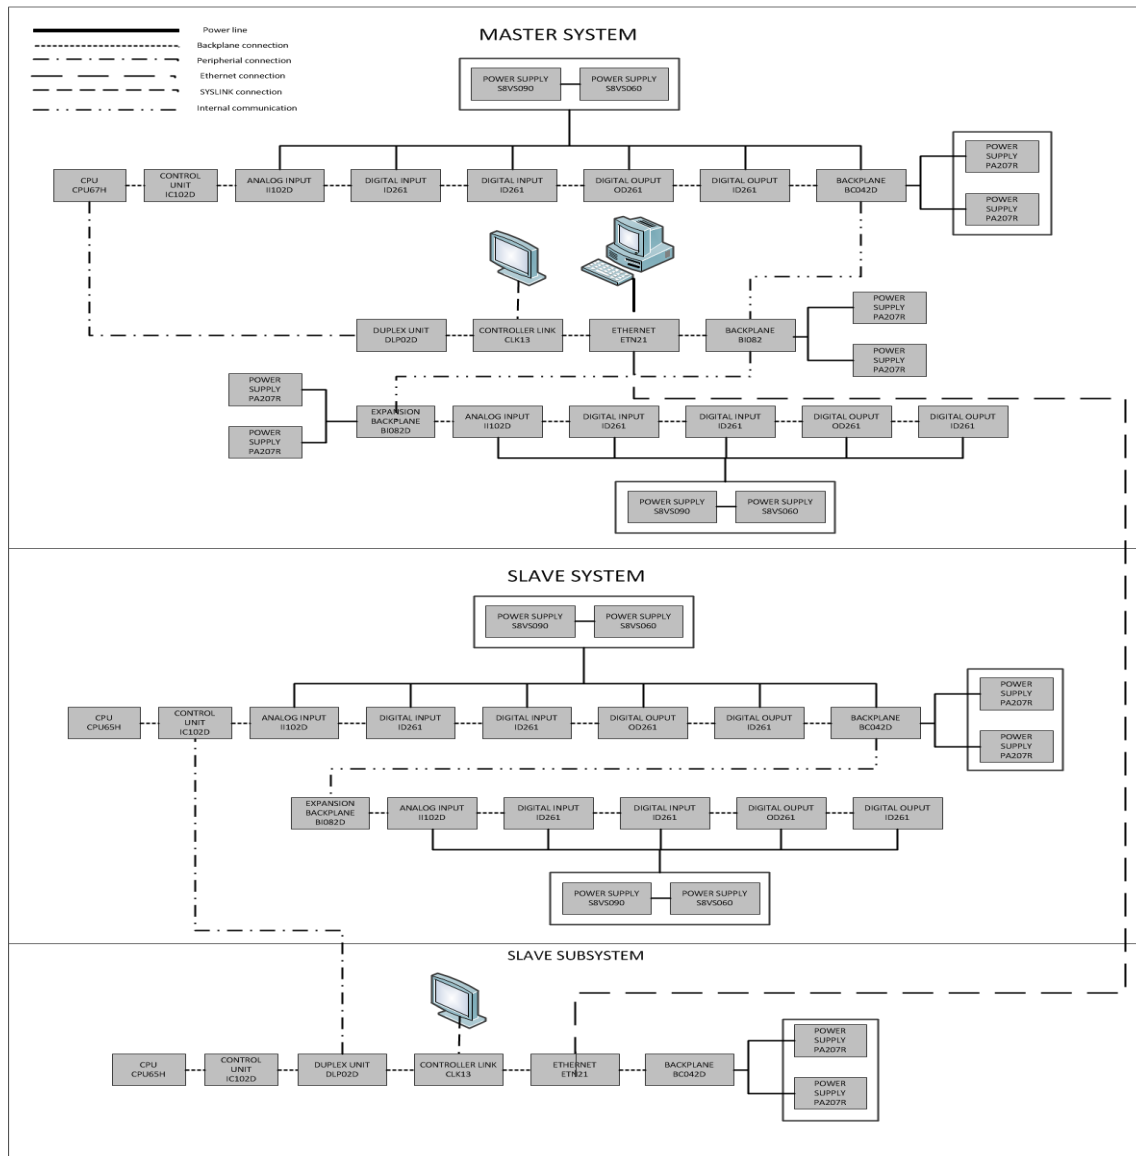 Power line
Backplane connection
Peripherial connection
Ethernet connection
SYSLINK connection
Internal communication
MASTER SYSTEM
POWER SUPPLY
S8VS090
POWER SUPPLY
S8VS060
CPU
CPU67H
CONTROL
UNIT
IC102D
ANALOG INPUT
II102D
DIGITAL INPUT
ID261
DIGITAL INPUT
ID261
DIGITAL OUPUT
OD261
DIGITAL OUPUT
ID261
BACKPLANE
BC042D
POWER
SUPPLY
PA207R
POWER
SUPPLY
PA207R
DUPLEX UNIT
DLP02D
CONTROLLER LINK
CLK13
ETHERNET
ETN21
BACKPLANE
BI082
POWER
SUPPLY
PA207R
POWER
SUPPLY
PA207R
POWER
SUPPLY
PA207R
POWER
SUPPLY
PA207R
EXPANSION
BACKPLANE
BI082D
ANALOG INPUT
II102D
DIGITAL INPUT
ID261
DIGITAL INPUT
ID261
DIGITAL OUPUT
OD261
DIGITAL OUPUT
ID261
POWER SUPPLY
S8VS090
POWER SUPPLY
S8VS060
SLAVE SYSTEM
POWER SUPPLY
S8VS090
POWER SUPPLY
S8VS060
CPU
CPU65H
CONTROL
UNIT
IC102D
ANALOG INPUT
II102D
DIGITAL INPUT
ID261
DIGITAL INPUT
ID261
DIGITAL OUPUT
OD261
DIGITAL OUPUT
ID261
BACKPLANE
BC042D
POWER
SUPPLY
PA207R
POWER
SUPPLY
PA207R
EXPANSION
BACKPLANE
BI082D
ANALOG INPUT
II102D
DIGITAL INPUT
ID261
DIGITAL INPUT
ID261
DIGITAL OUPUT
OD261
DIGITAL OUPUT
ID261
POWER SUPPLY
S8VS090
POWER SUPPLY
S8VS060
SLAVE SUBSYSTEM
CPU
CPU65H
CONTROL
UNIT
IC102D
DUPLEX UNIT
DLP02D
CONTROLLER LINK
CLK13
ETHERNET
ETN21
BACKPLANE
BC042D
POWER
SUPPLY
PA207R
POWER
SUPPLY
PA207R